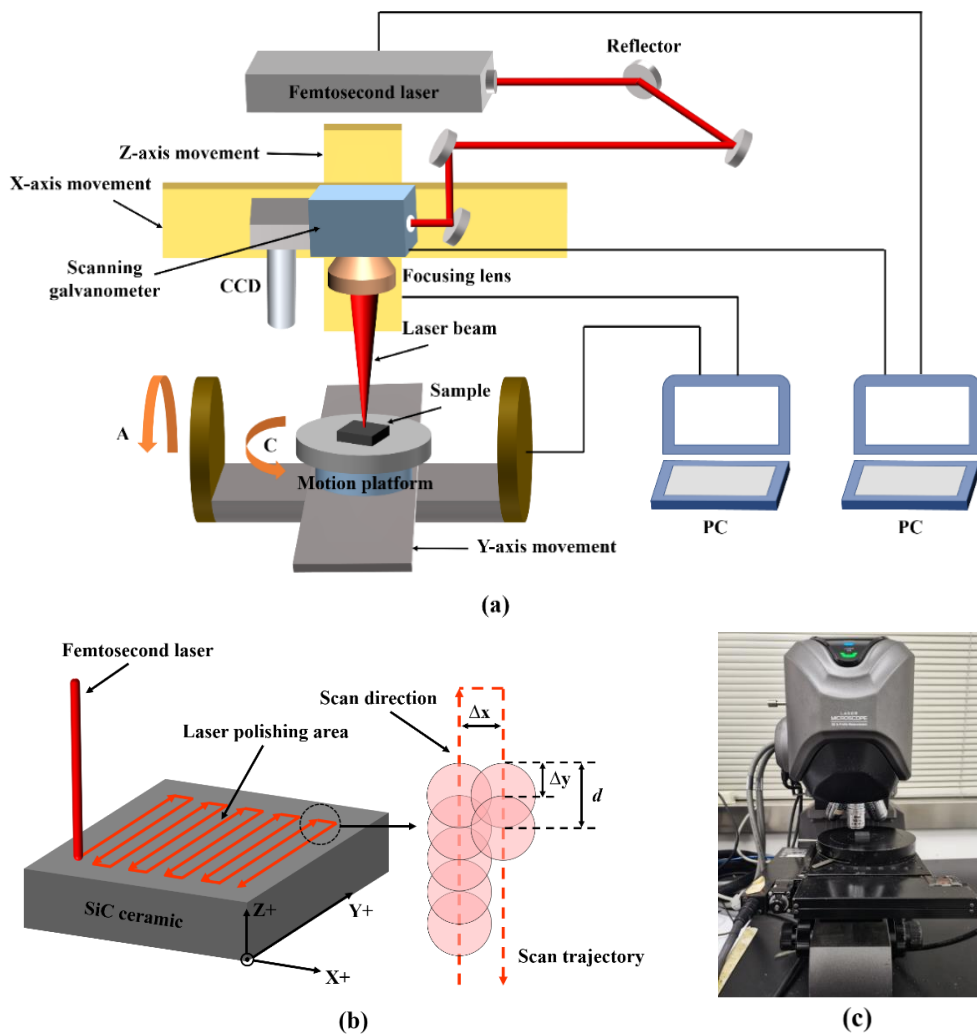 Reflector
Femtosecond laser
Z-axis movement
X-axis movement
Scanning
galvanometer
CCD
Focusing lens
Laser beam
Sample
A
C
Motion platform
Y-axis movement
PC
PC
(a)
Femtosecond laser
Laser polishing area
SiC ceramic
Z+
Y+
X+
Scan direction
Δx
Δy
d
Scan trajectory
(b)
LASER
MICROSCOPE
(c)